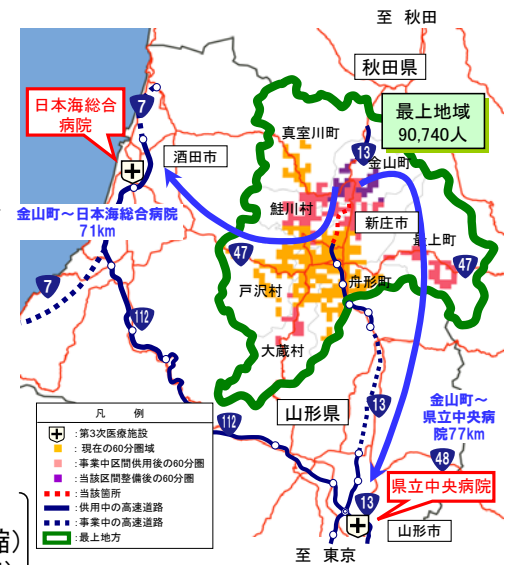 至 秋田
秋田県
7
日本海総合
病院
最上地域
90,740人
真室川町
13
金山町
酒田市
鮭川村
金山町～日本海総合病院
71km
新庄市
最上町
47
47
7
戸沢村
舟形町
112
大蔵村
山形県
13
金山町～
県立中央病
院77km
凡 例
:第3次医療施設
:現在の60分圏域
:事業中区間供用後の60分圏
:当該区間整備後の60分圏
:当該箇所
:供用中の高速道路
:事業中の高速道路
:最上地方
112
48
県立中央病院
13
山形市
縮)
至 東京